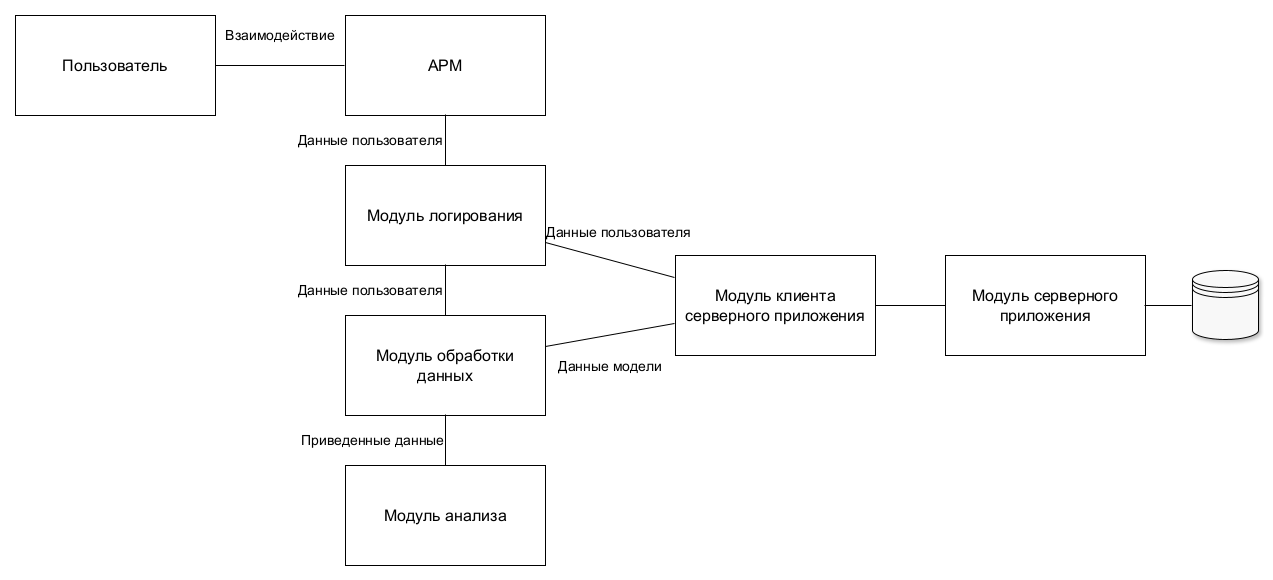 Пользователь
Взаимодействие
АРМ
Данные пользователя
Модуль логирования
Данные пользователя
Данные пользователя
Модуль клиента
серверного приложения
Модуль серверного
приложения
Модуль обработки
данных
Данные модели
Приведенные данные
Модуль анализа